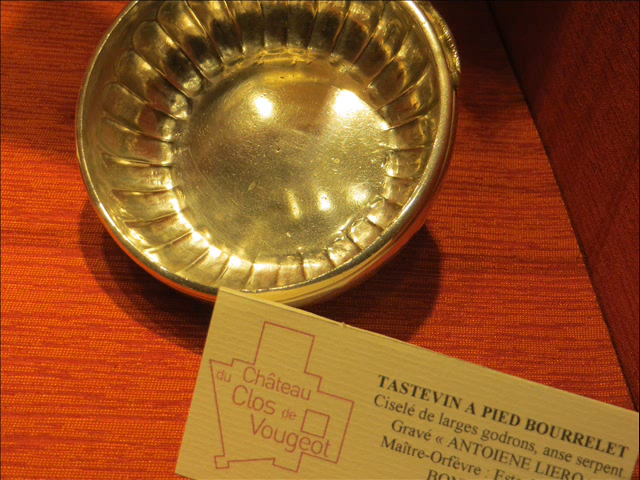 du Château
Clos de
Vougeot
TASTEVIN A PIED BOURRELET
Ciselé de larges godrons, anse serpent
Gravé « ANTOIENE LIERO
Maître-Orfèvre :